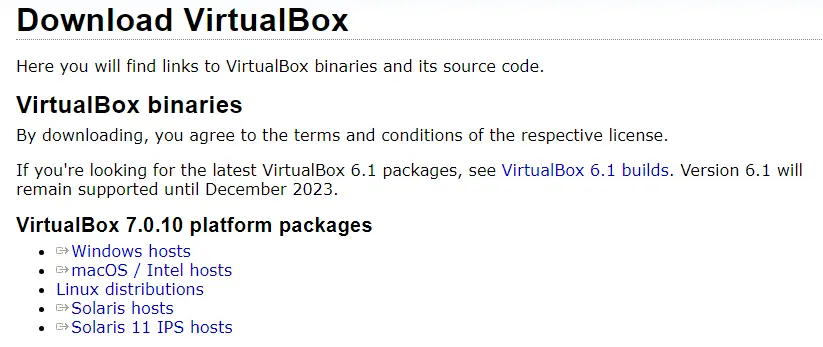 Download VirtualBox
Here you will find links to VirtualBox binaries and its source code.
VirtualBox binaries
By downloading, you agree to the terms and conditions of the respective license.
If you're looking for the latest VirtualBox 6.1 packages, see VirtualBox 6.1 builds. Version 6.1 will
remain supported until December 2023.
VirtualBox 7.0.10 platform packages
Windows hosts
macOS / Intel hosts
Linux distributions
Solaris hosts
Solaris 11 IPS hosts